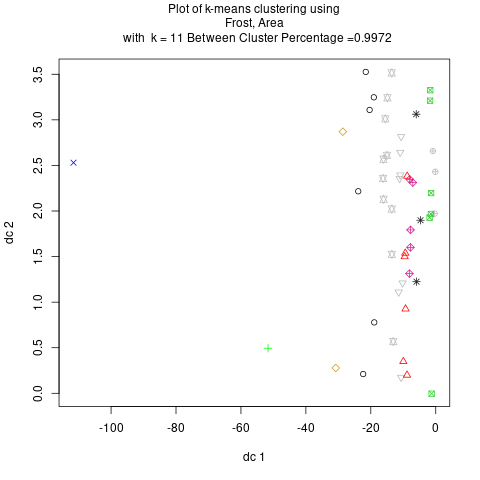 Plot of k-means clustering using
Frost, Area
with k = 11 Between Cluster Percentage =0.9972
dc 2
3.5
3.0
2.5
2.0
1.5
1.0
0.5
0.0
-100 -80 -60 -40 -20 0
dc 1